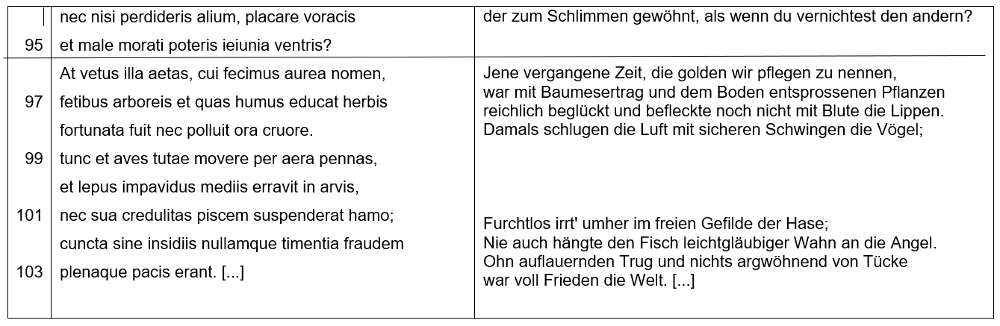 nec nisi perdideris alium, placare voracis
95 et male morati poteris ieiunia ventris?
der zum Schlimmen gewöhnt, als wenn du vernichtest den andern?
At vetus illa aetas, cui fecimus aurea nomen,
97 fetibus arboreis et quas humus educat herbis
fortunata fuit nec polluit ora cruore.
99 tunc et aves tutae movere per aera pennas,
et lepus impavidus mediis erravit in arvis,
101 nec sua credulitas piscem suspenderat hamo;
cuncta sine insidiis nullamque timentia fraudem
103 plenaque pacis erant. [...]
Jene vergangene Zeit, die golden wir pflegen zu nennen,
war mit Baumesertrag und dem Boden entsprossenen Pflanzen
reichlich beglückt und befleckte noch nicht mit Blute die Lippen.
Damals schlugen die Luft mit sicheren Schwingen die Vögel;
Furchtlos irrt' umher im freien Gefilde der Hase;
Nie auch hängte den Fisch leichtgläubiger Wahn an die Angel.
Ohn auflauernden Trug und nichts argwöhnend von Tücke
war voll Frieden die Welt. [...]